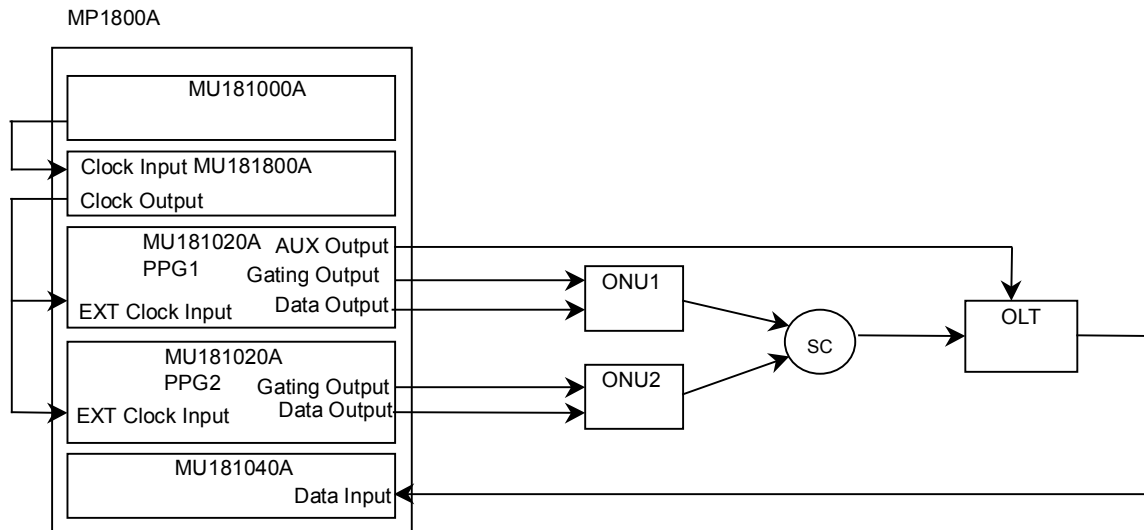 MP1800A
MU181000A
Clock Input MU181800A
Clock Output
MU181020A
PPG1
AUX Output
Gating Output
Data Output
EXT Clock Input
ONU1
SC
OLT
MU181020A
PPG2
Gating Output
Data Output
EXT Clock Input
ONU2
MU181040A
Data Input